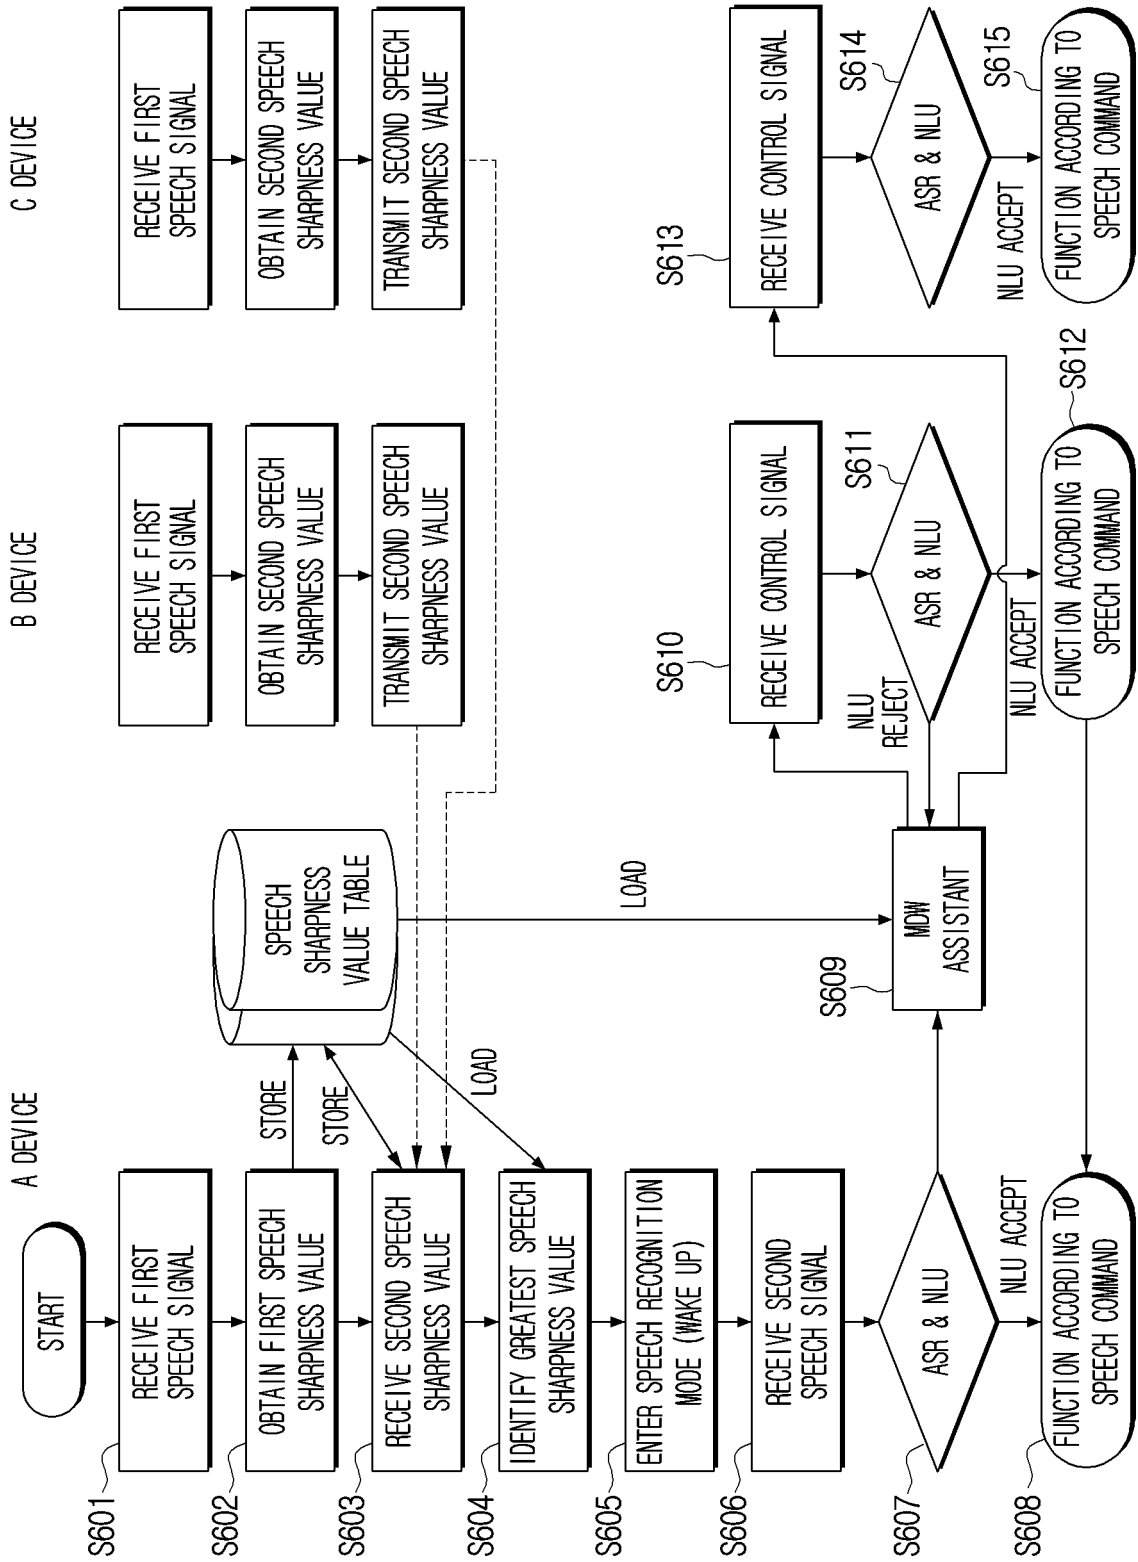 A DEVICE
B DEVICE
C DEVICE
START
S601
RECEIVE FIRST
SPEECH SIGNAL
S602
OBTAIN FIRST SPEECH
SHARPNESS VALUE
STORE
S603
RECEIVE SECOND SPEECH
SHARPNESS VALUE
STORE
S604
IDENTIFY GREATEST SPEECH
SHARPNESS VALUE
LOAD
S605
ENTER SPEECH RECOGNITION
MODE (WAKE UP)
S606
RECEIVE SECOND
SPEECH SIGNAL
S607
ASR & NLU
NLU ACCEPT
S608
FUNCTION ACCORDING TO
SPEECH COMMAND
SPEECH
SHARPNESS
VALUE TABLE
LOAD
S609
MDW
ASSISTANT
RECEIVE FIRST
SPEECH SIGNAL
OBTAIN SECOND SPEECH
SHARPNESS VALUE
TRANSMIT SECOND SPEECH
SHARPNESS VALUE
S610
RECEIVE CONTROL SIGNAL
S611
ASR & NLU
NLU
REJECT
NLU ACCEPT
S612
FUNCTION ACCORDING TO
SPEECH COMMAND
RECEIVE FIRST
SPEECH SIGNAL
OBTAIN SECOND SPEECH
SHARPNESS VALUE
TRANSMIT SECOND SPEECH
SHARPNESS VALUE
S613
RECEIVE CONTROL SIGNAL
S614
ASR & NLU
NLU ACCEPT
S615
FUNCTION ACCORDING TO
SPEECH COMMAND